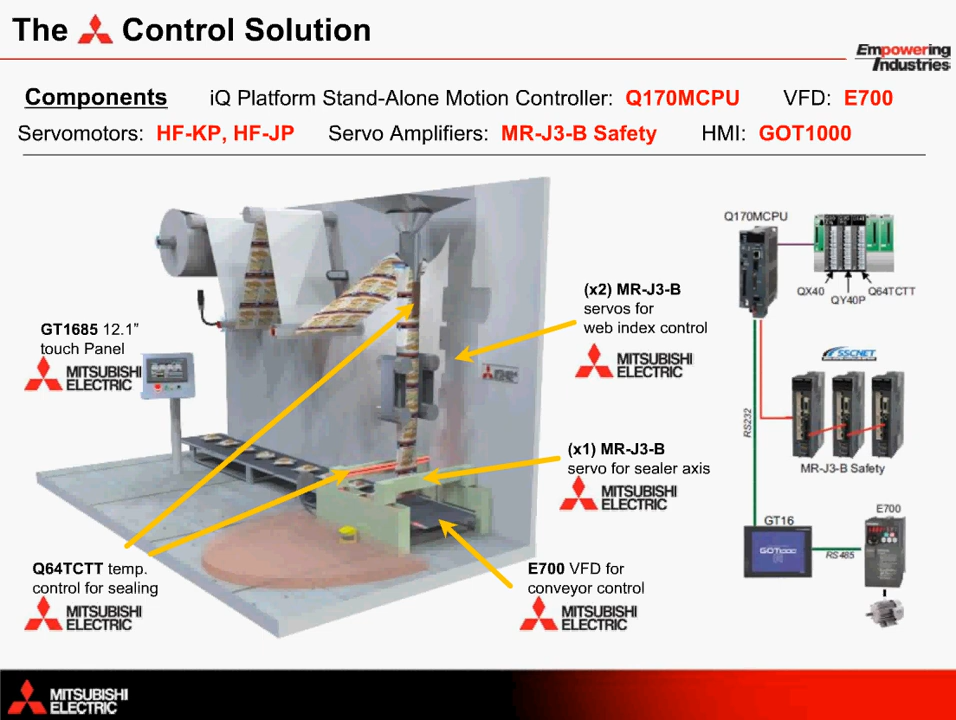 The Control Solution
Empowering
Industries
Components iQ Platform Stand-Alone Motion Controller: Q170MCPU VFD: E700
Servomotors: HF-KP, HF-JP Servo Amplifiers: MR-J3-B Safety HMI: GOT1000
Q170MCPU
QX40
QY40P
Q64TCTT
(x2) MR-J3-B
servos for
web index control
MITSUBISHI
ELECTRIC
GT1685 12.1”
touch Panel
MITSUBISHI
ELECTRIC
SSCNET
RS232
MR-J3-B Safety
(x1) MR-J3-B
servo for sealer axis
MITSUBISHI
ELECTRIC
GT16
E700
GOT1000
RS485
Q64TCTT temp.
control for sealing
MITSUBISHI
ELECTRIC
E700 VFD for
conveyor control
MITSUBISHI
ELECTRIC
MITSUBISHI
ELECTRIC